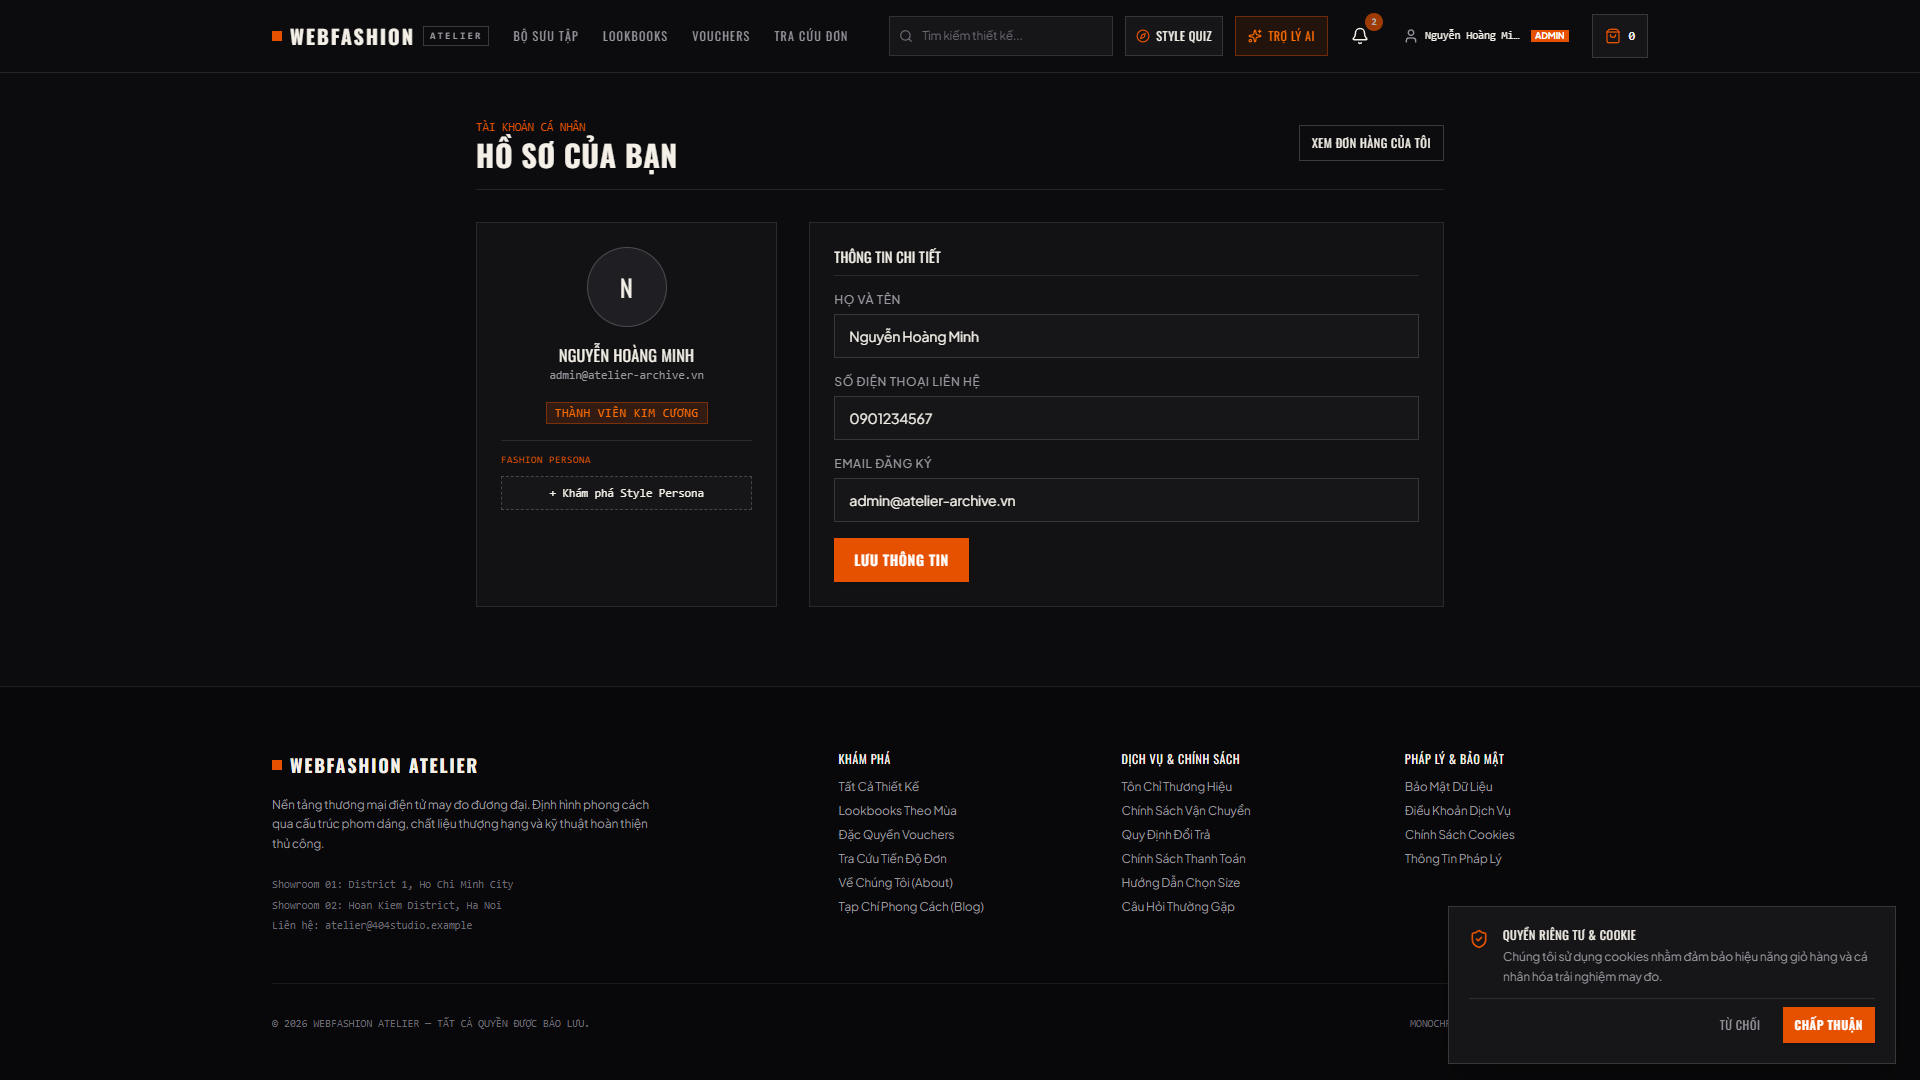 WEBFASHION ATELIER
BỘ SƯU TẬP
LOOKBOOKS
VOUCHERS
TRA CỨU ĐƠN
Tìm kiếm thiết kế...
STYLE QUIZ
TRỢ LÝ AI
2
Nguyễn Hoàng Mi…
ADMIN
0
TÀI KHOẢN CÁ NHÂN
HỒ SƠ CỦA BẠN
XEM ĐƠN HÀNG CỦA TÔI
N
NGUYỄN HOÀNG MINH
admin@atelier-archive.vn
THÀNH VIÊN KIM CƯƠNG
FASHION PERSONA
+ Khám phá Style Persona
THÔNG TIN CHI TIẾT
HỌ VÀ TÊN
Nguyễn Hoàng Minh
SỐ ĐIỆN THOẠI LIÊN HỆ
0901234567
EMAIL ĐĂNG KÝ
admin@atelier-archive.vn
LƯU THÔNG TIN
WEBFASHION ATELIER
Nền tảng thương mại điện tử may đo đương đại. Định hình phong cách
qua cấu trúc phom dáng, chất liệu thượng hạng và kỹ thuật hoàn thiện
thủ công.
Showroom 01: District 1, Ho Chi Minh City
Showroom 02: Hoan Kiem District, Ha Noi
Liên hệ: atelier@404studio.example
KHÁM PHÁ
Tất Cả Thiết Kế
Lookbooks Theo Mùa
Đặc Quyền Vouchers
Tra Cứu Tiến Độ Đơn
Về Chúng Tôi (About)
Tạp Chí Phong Cách (Blog)
DỊCH VỤ & CHÍNH SÁCH
Tôn Chỉ Thương Hiệu
Chính Sách Vận Chuyển
Quy Định Đổi Trả
Chính Sách Thanh Toán
Hướng Dẫn Chọn Size
Câu Hỏi Thường Gặp
PHÁP LÝ & BẢO MẬT
Bảo Mật Dữ Liệu
Điều Khoản Dịch Vụ
Chính Sách Cookies
Thông Tin Pháp Lý
© 2026 WEBFASHION ATELIER — TẤT CẢ QUYỀN ĐƯỢC BẢO LƯU.
QUYỀN RIÊNG TƯ & COOKIE
Chúng tôi sử dụng cookies nhằm đảm bảo hiệu năng giỏ hàng và cá
nhân hóa trải nghiệm may đo.
TỪ CHỐI
CHẤP THUẬN